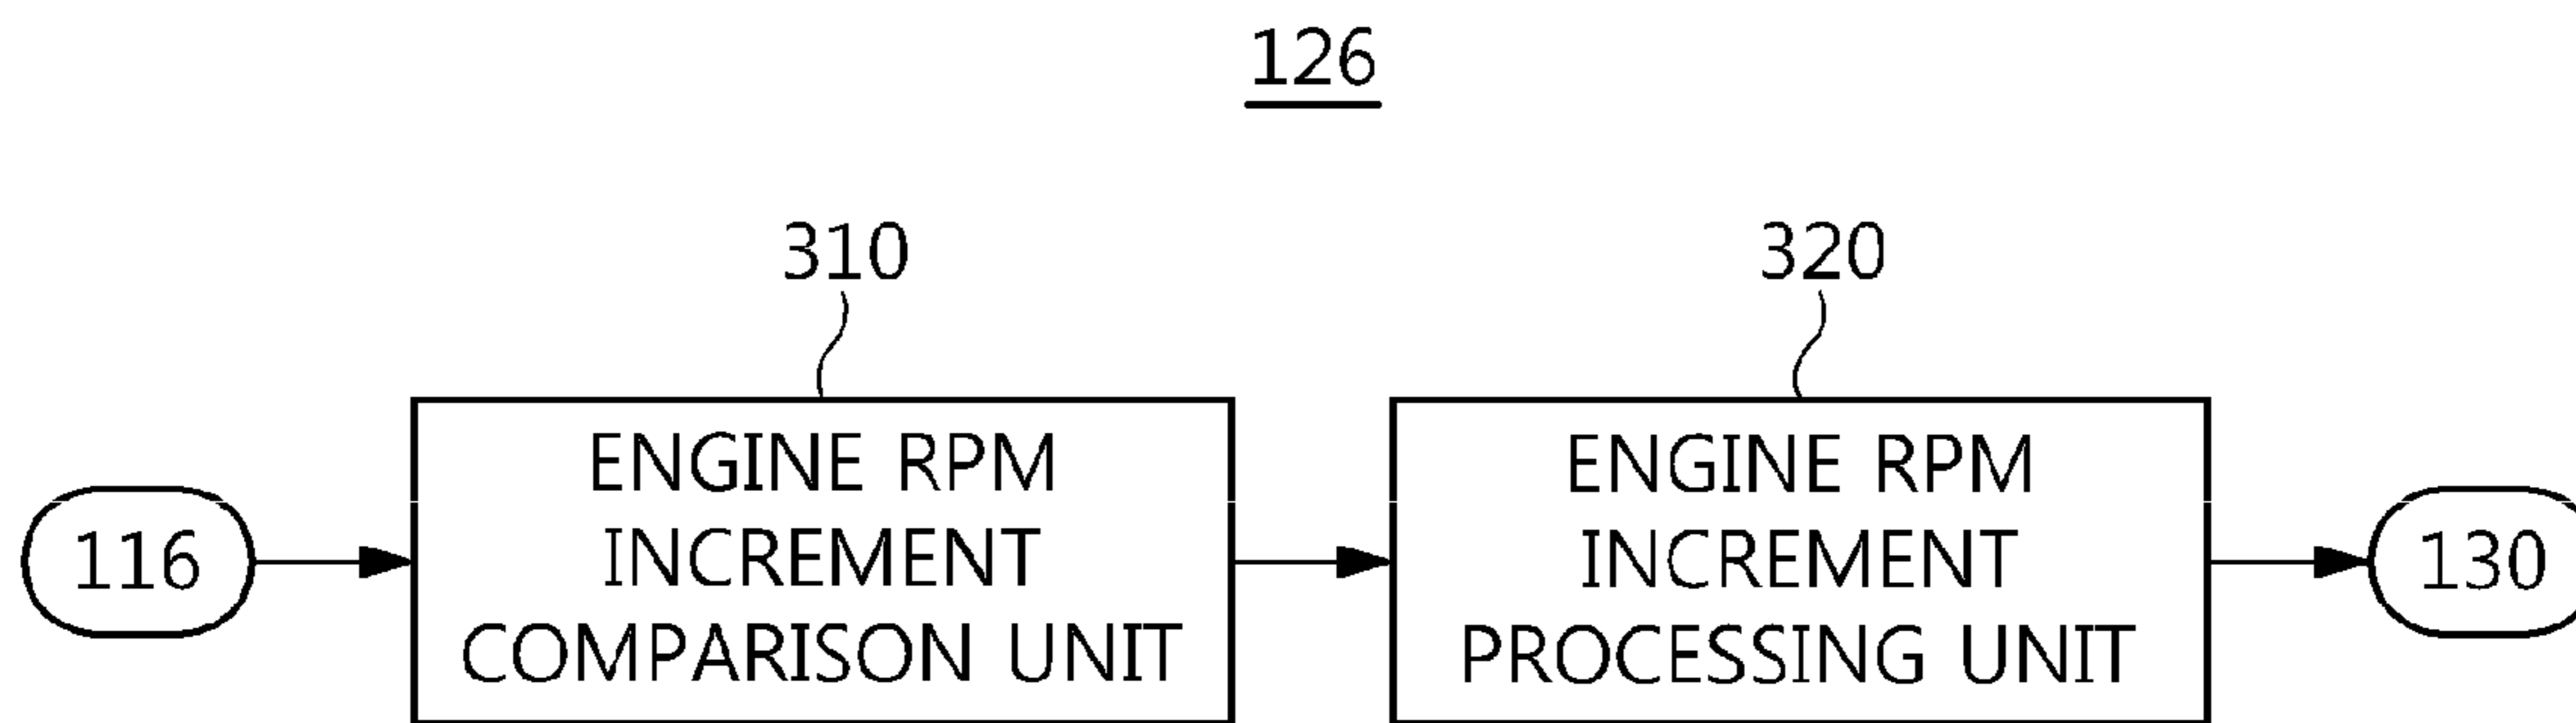 126
310
320
116
ENGINE RPM
INCREMENT
COMPARISON UNIT
ENGINE RPM
INCREMENT
PROCESSING UNIT
130